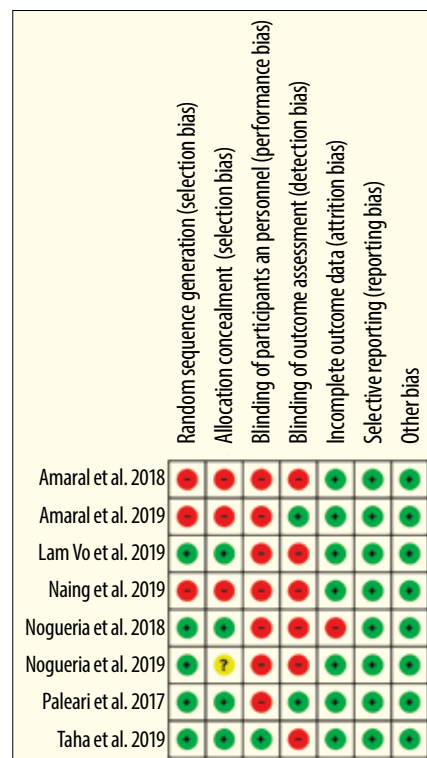 Random sequence generation (selection bias)
Allocation concealment (selection bias)
Blinding of participants an personnel (performance bias)
Blinding of outcome assessment (detection bias)
Incomplete outcome data (attrition bias)
Selective reporting (reporting bias)
Other bias
Amaral et al. 2018 - - - - + + +
Amaral et al. 2019 - - - + + + +
Lam Vo et al. 2019 + + - - + + +
Naing et al. 2019 - - - - + + +
Nogueria et al. 2018 + + - - - + +
Nogueria et al. 2019 + ? - - + + +
Paleari et al. 2017 + + - + + + +
Taha et al. 2019 + + + - + + +